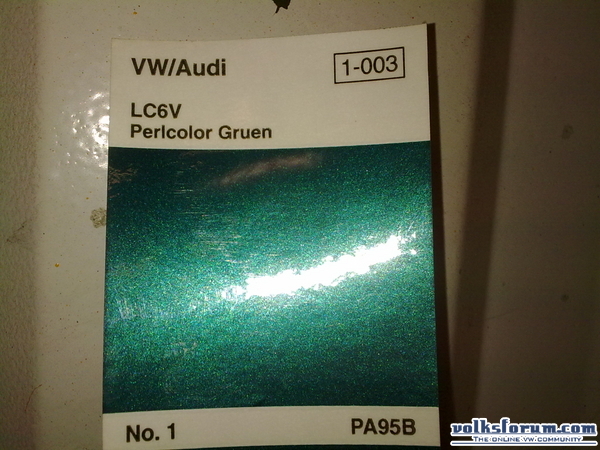 VW/Audi
1-003
LC6V
Perlcolor Gruen
No. 1
PA95B
volksforum.com
THE-ONLINE-VW-COMMUNITY